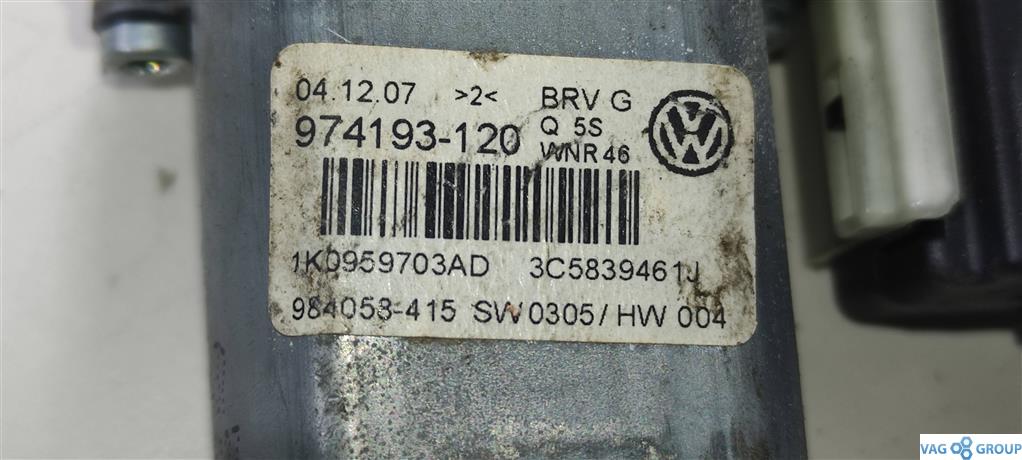 04.12.07 >2< BRV G
974193-120 Q 5S
WNR 46
1K0959703AD 3C5839461J
984053-415 SW 0305 / HW 004
VAG GROUP